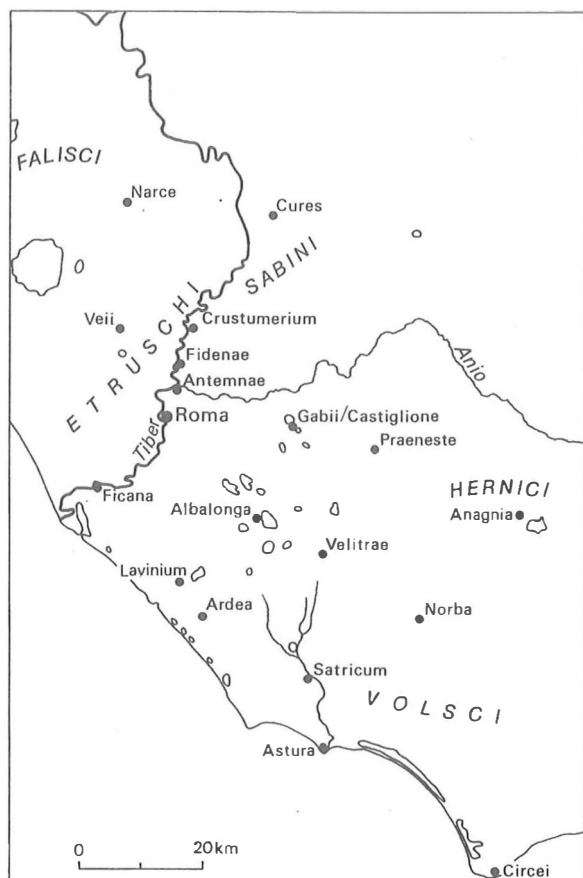 FALISCI
Narce
Cures
SABINI
ETRUSCHI
Veii
Crustumerium
Fidenae
Anio
Antemnae
Roma
Tiber
Gabii/Castiglione
Praeneste
Ficana
HERNICI
Albalonga
Anagnia
Velitrae
Lavinium
Ardea
Norba
Satricum
VOLSCI
Astura
0 20km
Circei